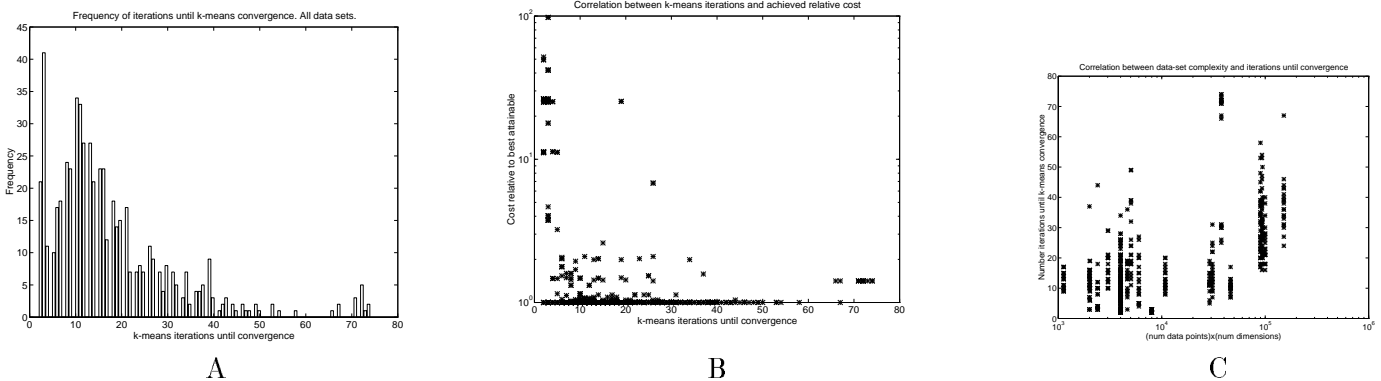 Frequency of iterations until k-means convergence. All data sets.
45
40
35
30
25
20
15
10
5
0
Frequency
0 10 20 30 40 50 60 70 80
k-means iterations until convergence
A
Correlation between k-means iterations and achieved relative cost
10^2
10^1
10^0
Cost relative to best attainable
0 10 20 30 40 50 60 70 80
k-means iterations until convergence
B
Correlation between data-set complexity and iterations until convergence
80
70
60
50
40
30
20
10
0
Number iterations until k-means convergence
10^3 10^4 10^5 10^6
(num data points)x(num dimensions)
C